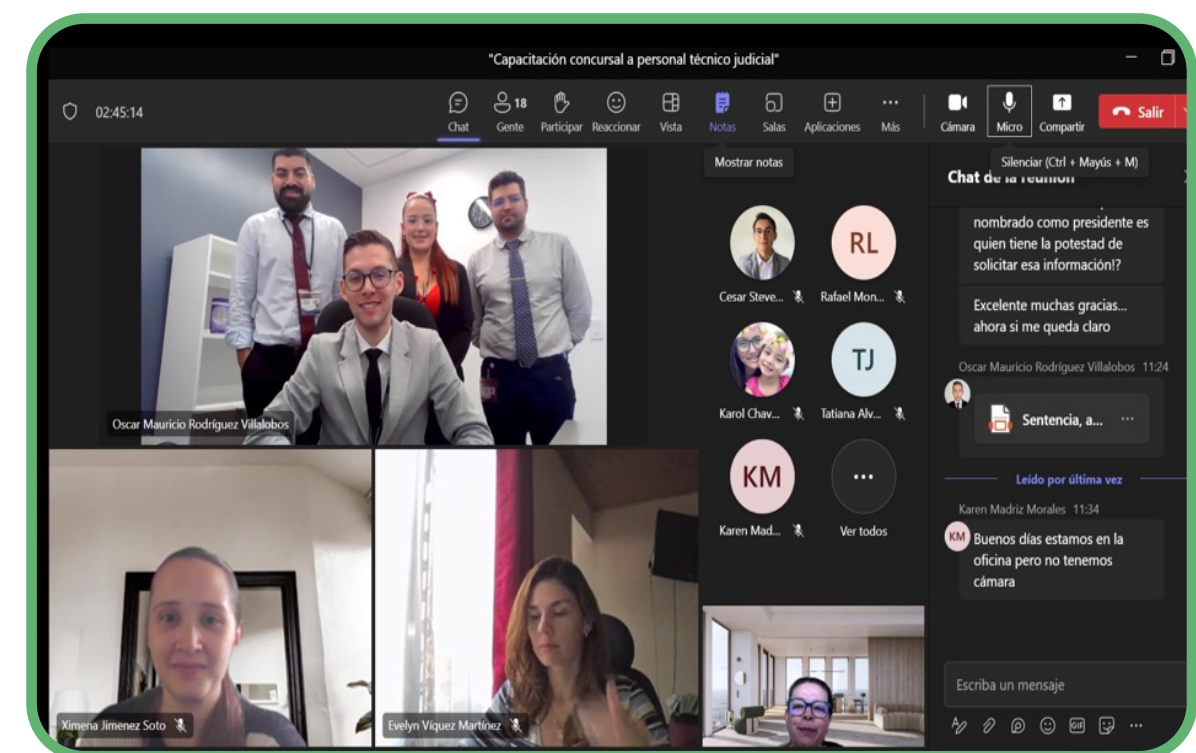 "Capacitación concursal a personal técnico judicial"
02:45:14
Chat
18
Gente
Participar
Reaccionar
Vista
Notas
Salas
Aplicaciones
Más
Cámara
Micro
Compartir
Salir
Mostrar notas
Silenciar (Ctrl + Mayús + M)
Chat de la reunión
nombrado como presidente es
quien tiene la potestad de
solicitar esa información!?
Excelente muchas gracias...
ahora si me queda claro
Oscar Mauricio Rodríguez Villalobos 11:24
Sentencia, a... ...
Leído por última vez
Karen Madriz Morales 11:34
KM
Buenos días estamos en la
oficina pero no tenemos
cámara
Escriba un mensaje
GIF
Oscar Mauricio Rodríguez Villalobos
RL
Cesar Steve...
Rafael Mon...
TJ
Karol Chav...
Tatiana Alv...
KM
Karen Mad...
Ver todos
Ximena Jimenez Soto
Evelyn Víquez Martínez